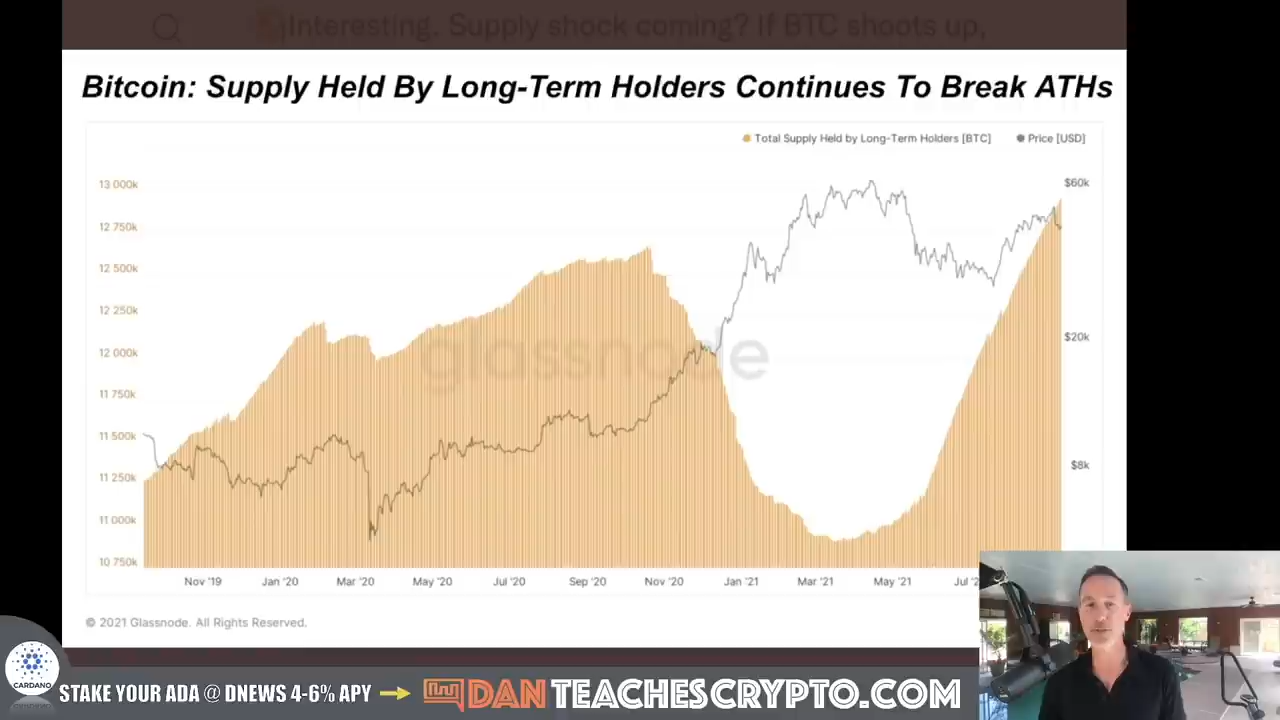 Interesting. Supply shock coming? If BTC shoots up,
Bitcoin: Supply Held By Long-Term Holders Continues To Break ATHs
Total Supply Held by Long-Term Holders [BTC] Price [USD]
13 000k
12 750k
12 500k
12 250k
12 000k
11 750k
11 500k
11 250k
11 000k
10 750k
$60k
$20k
$8k
glassnode
Nov '19 Jan '20 Mar '20 May '20 Jul '20 Sep '20 Nov '20 Jan '21 Mar '21 May '21 Jul '2
© 2021 Glassnode. All Rights Reserved.
CARDANO
STAKE YOUR ADA @ DNEWS 4-6% APY
DANTEACHESCRYPTO.COM